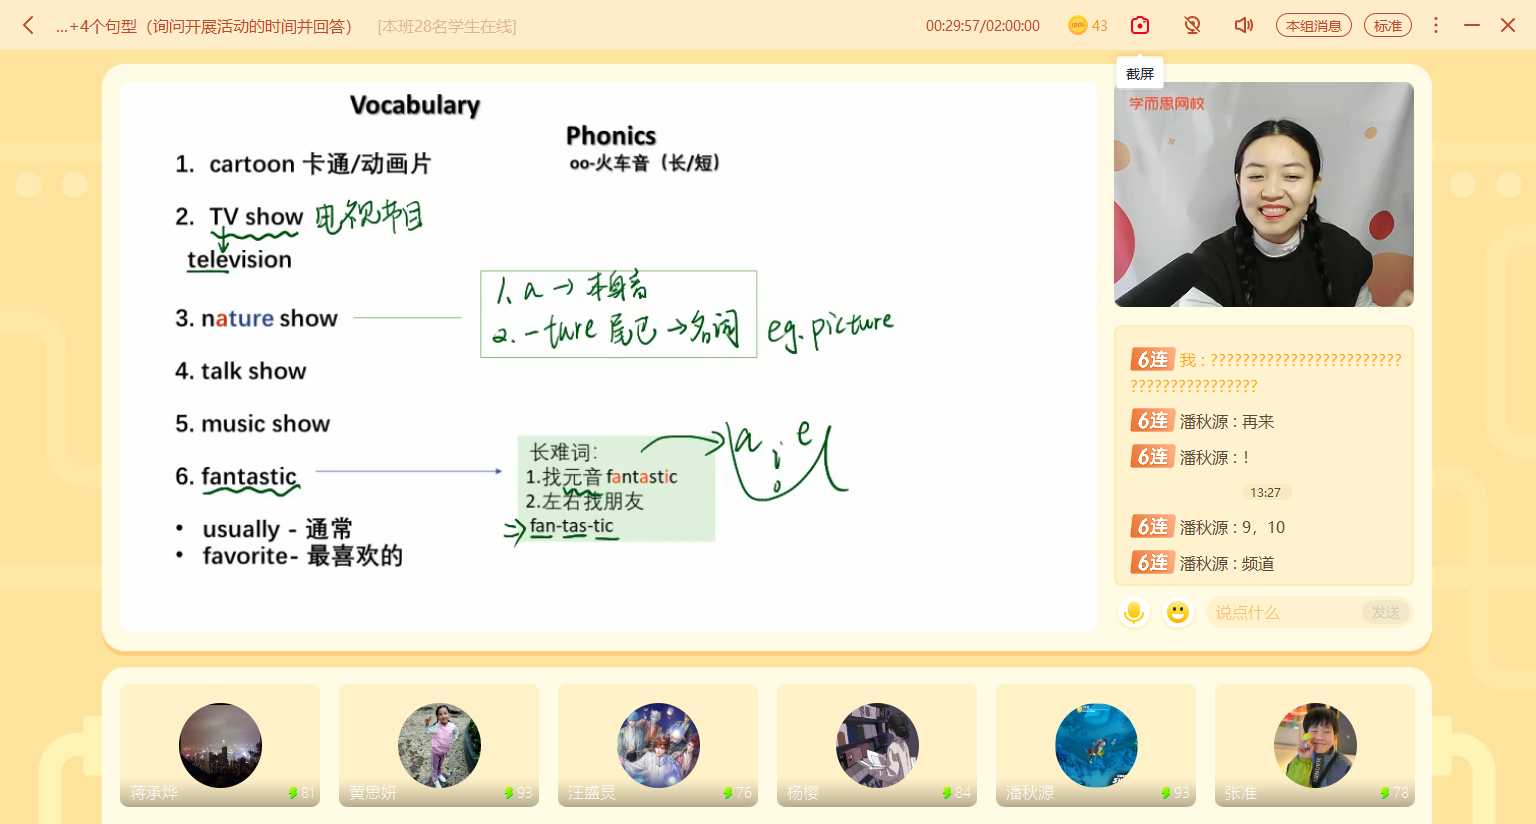 ...+4个句型（询问开展活动的时间并回答）
[本班28名学生在线]
00:29:57/02:00:00
100%
43
本组消息
标准
截屏
Vocabulary
Phonics
oo-火车音（长/短）
1. cartoon 卡通/动画片
2. TV show 电视节目
television
3. nature show
1. a → 本身音
2. -ture 尾巴 → 名词
eg. picture
4. talk show
5. music show
6. fantastic
长难词：
1.找元音 fantastic
2.左右找朋友
fan-tas-tic
a e i o u
• usually - 通常
• favorite- 最喜欢的
学而思网校
6连 我：????????????????????????
????????????????
6连 潘秋源：再来
6连 潘秋源：！
13:27
6连 潘秋源：9，10
6连 潘秋源：频道
说点什么
发送
蒋承烨 81
黄思妍 93
汪盛炅 76
杨樱 84
潘秋源 93
张准 78